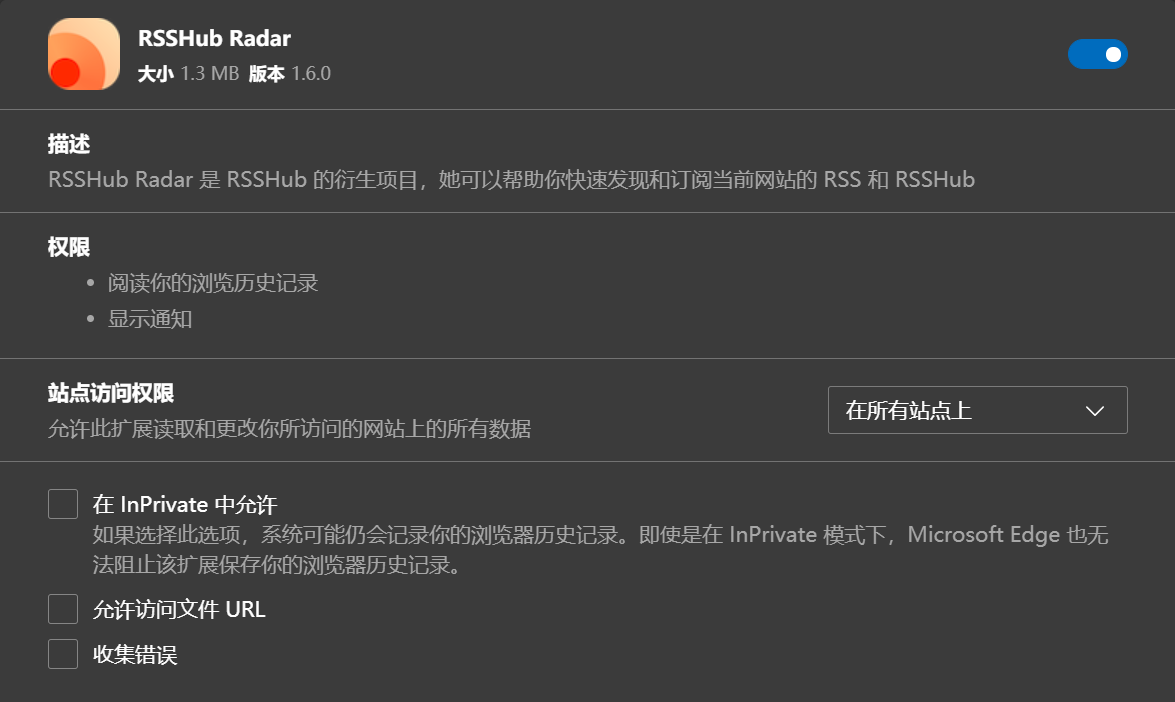 RSSHub Radar
大小 1.3 MB 版本 1.6.0
描述
RSSHub Radar 是 RSSHub 的衍生项目，她可以帮助你快速发现和订阅当前网站的 RSS 和 RSSHub
权限
• 阅读你的浏览历史记录
• 显示通知
站点访问权限
允许此扩展读取和更改你所访问的网站上的所有数据
在所有站点上
在 InPrivate 中允许
如果选择此选项，系统可能仍会记录你的浏览器历史记录。即使是在 InPrivate 模式下，Microsoft Edge 也无
法阻止该扩展保存你的浏览器历史记录。
允许访问文件 URL
收集错误